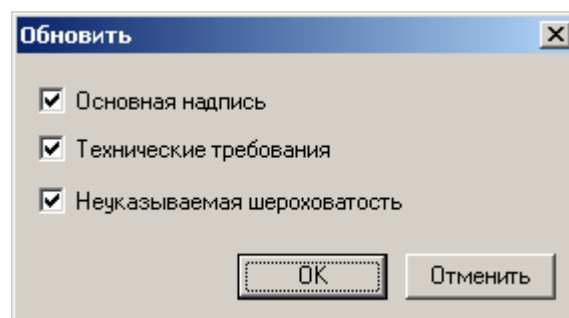 Обновить
Основная надпись
Технические требования
Неуказываемая шероховатость
OK Отменить